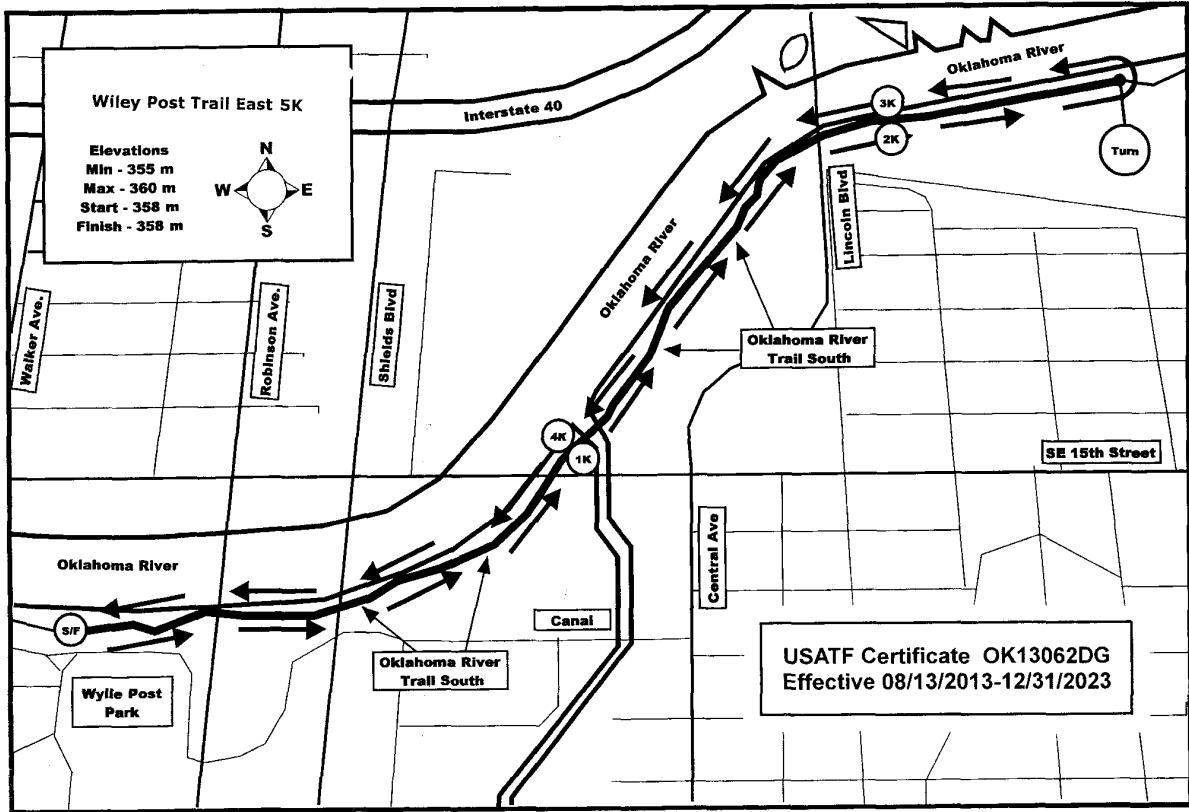 Wiley Post Trail East 5K
Elevations
Min - 355 m
Max - 360 m
Start - 358 m
Finish - 358 m
N
W
E
S
Interstate 40
Oklahoma River
3K
2K
Turn
Walker Ave.
Robinson Ave.
Shields Blvd
Oklahoma River
Lincoln Blvd
Oklahoma River
Trail South
4K
1K
SE 15th Street
Oklahoma River
Central Ave
S/F
Canal
Oklahoma River
Trail South
Wylie Post
Park
USATF Certificate OK13062DG
Effective 08/13/2013-12/31/2023